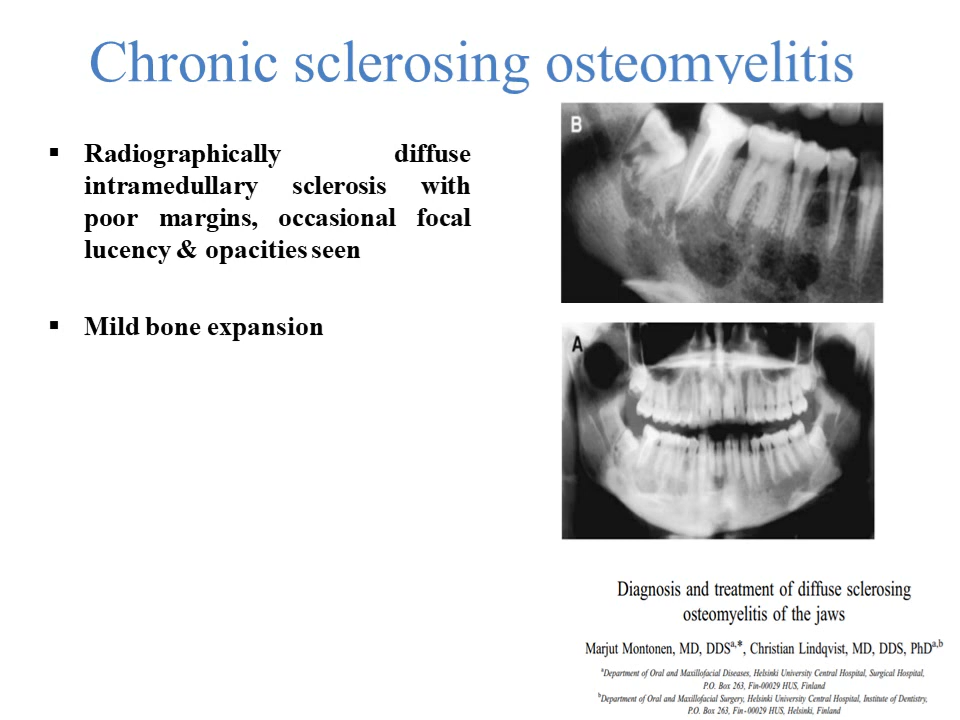 Chronic sclerosing osteomyelitis
▪ Radiographically diffuse
intramedullary sclerosis with
poor margins, occasional focal
lucency & opacities seen
▪ Mild bone expansion
B
A
Diagnosis and treatment of diffuse sclerosing
osteomyelitis of the jaws
Marjut Montonen, MD, DDSa,*, Christian Lindqvist, MD, DDS, PhDa,b
aDepartment of Oral and Maxillofacial Diseases, Helsinki University Central Hospital, Surgical Hospital,
P.O. Box 263, Fin-00029 HUS, Finland
bDepartment of Oral and Maxillofacial Surgery, Helsinki University Central Hospital, Institute of Dentistry,
P.O. Box 263, Fin-00029 HUS, Helsinki, Finland